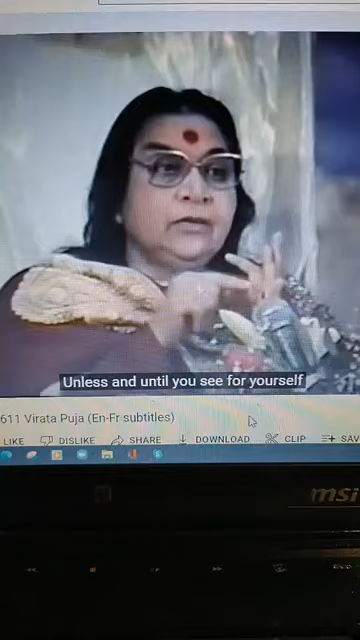 Unless and until you see for yourself
611 Virata Puja (En-Fr subtitles)
LIKE DISLIKE SHARE DOWNLOAD CLIP SAV
msi